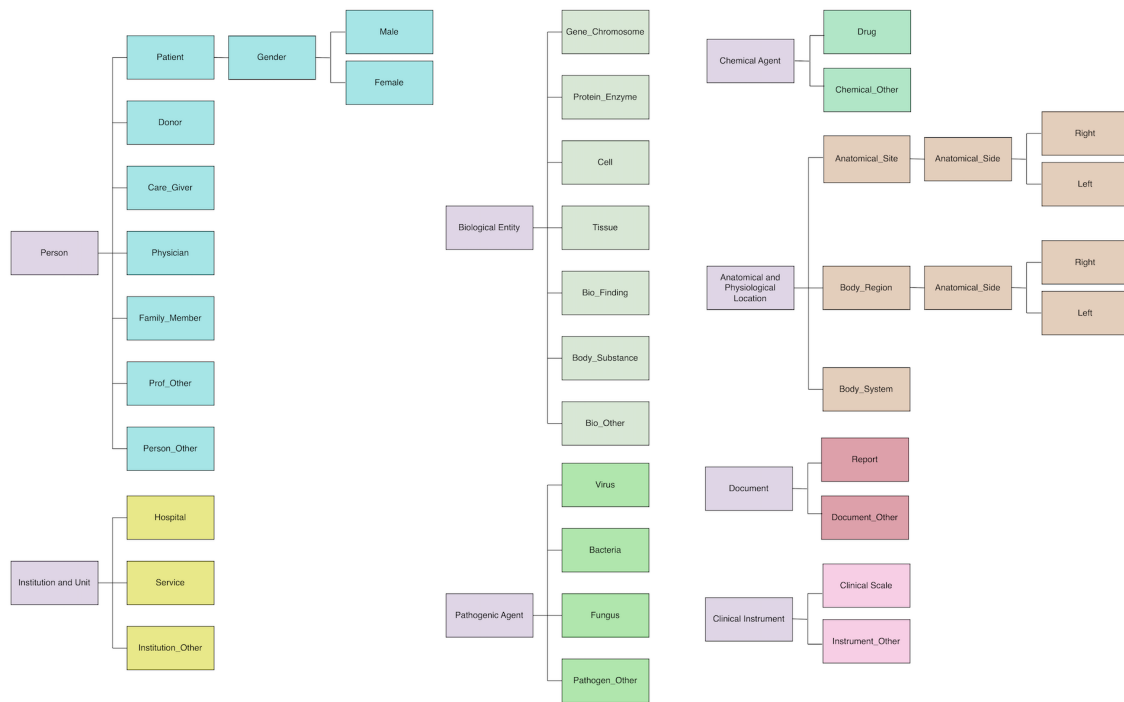 Person
Patient
Gender
Male
Female
Donor
Care_Giver
Physician
Family_Member
Prof_Other
Person_Other
Institution and Unit
Hospital
Service
Institution_Other
Biological Entity
Gene_Chromosome
Protein_Enzyme
Cell
Tissue
Bio_Finding
Body_Substance
Bio_Other
Pathogenic Agent
Virus
Bacteria
Fungus
Pathogen_Other
Chemical Agent
Drug
Chemical_Other
Anatomical and
Physiological
Location
Anatomical_Site
Anatomical_Side
Right
Left
Body_Region
Anatomical_Side
Right
Left
Body_System
Document
Report
Document_Other
Clinical Instrument
Clinical Scale
Instrument_Other